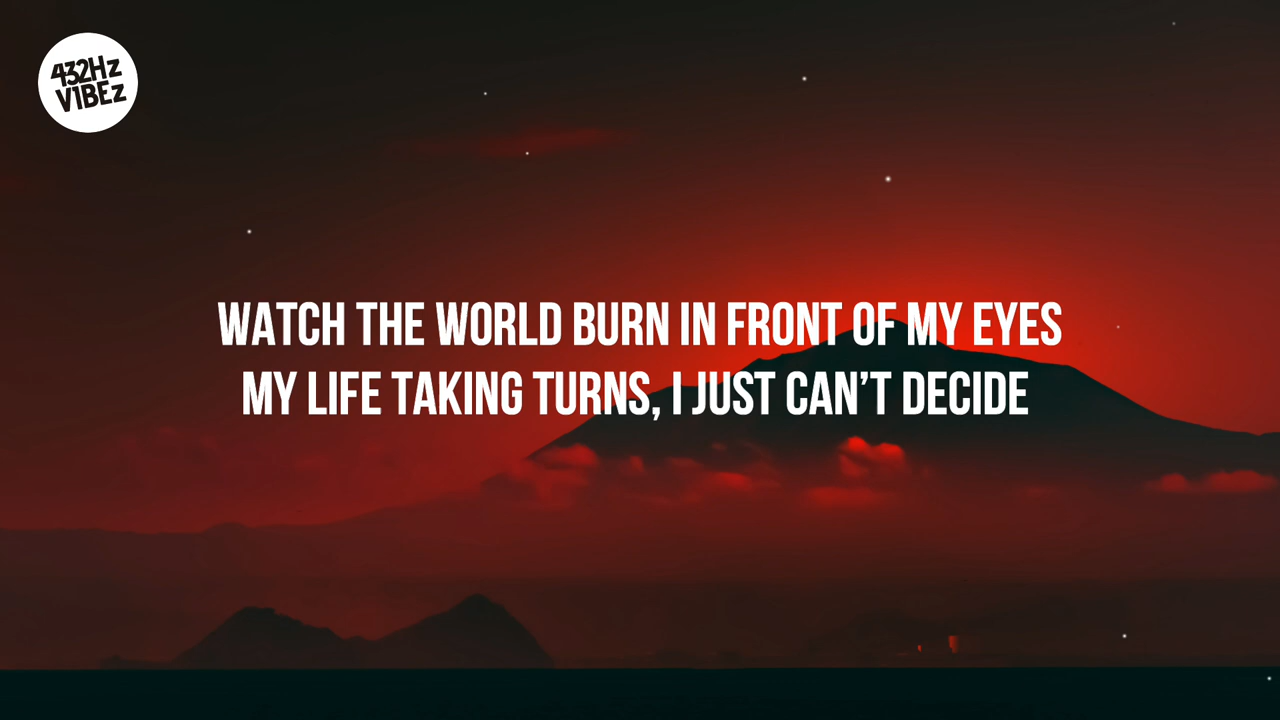 432Hz
VIBEz
WATCH THE WORLD BURN IN FRONT OF MY EYES
MY LIFE TAKING TURNS, I JUST CAN’T DECIDE